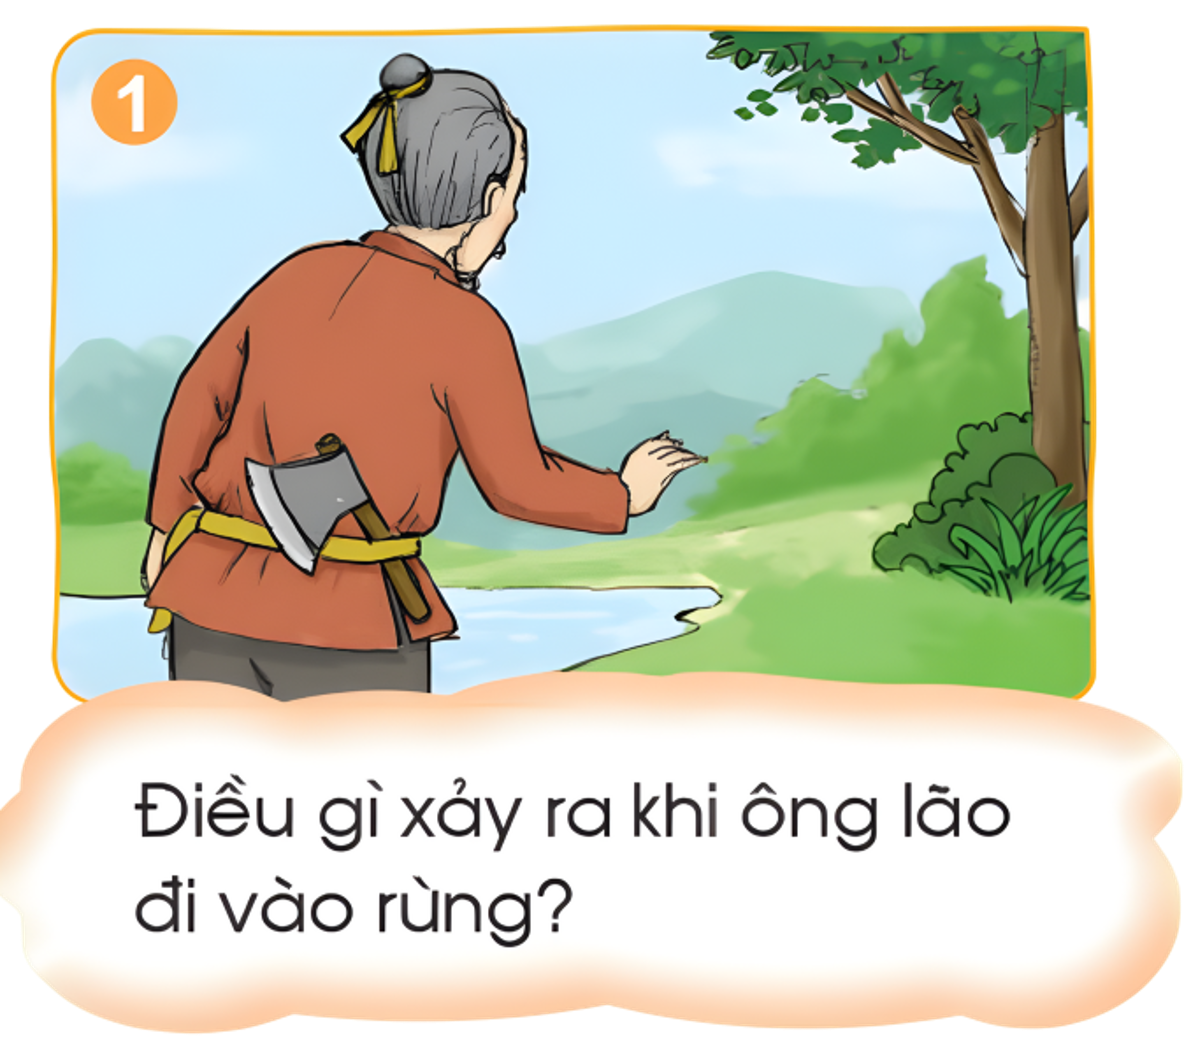 1
Điều gì xảy ra khi ông lão
đi vào rừng?